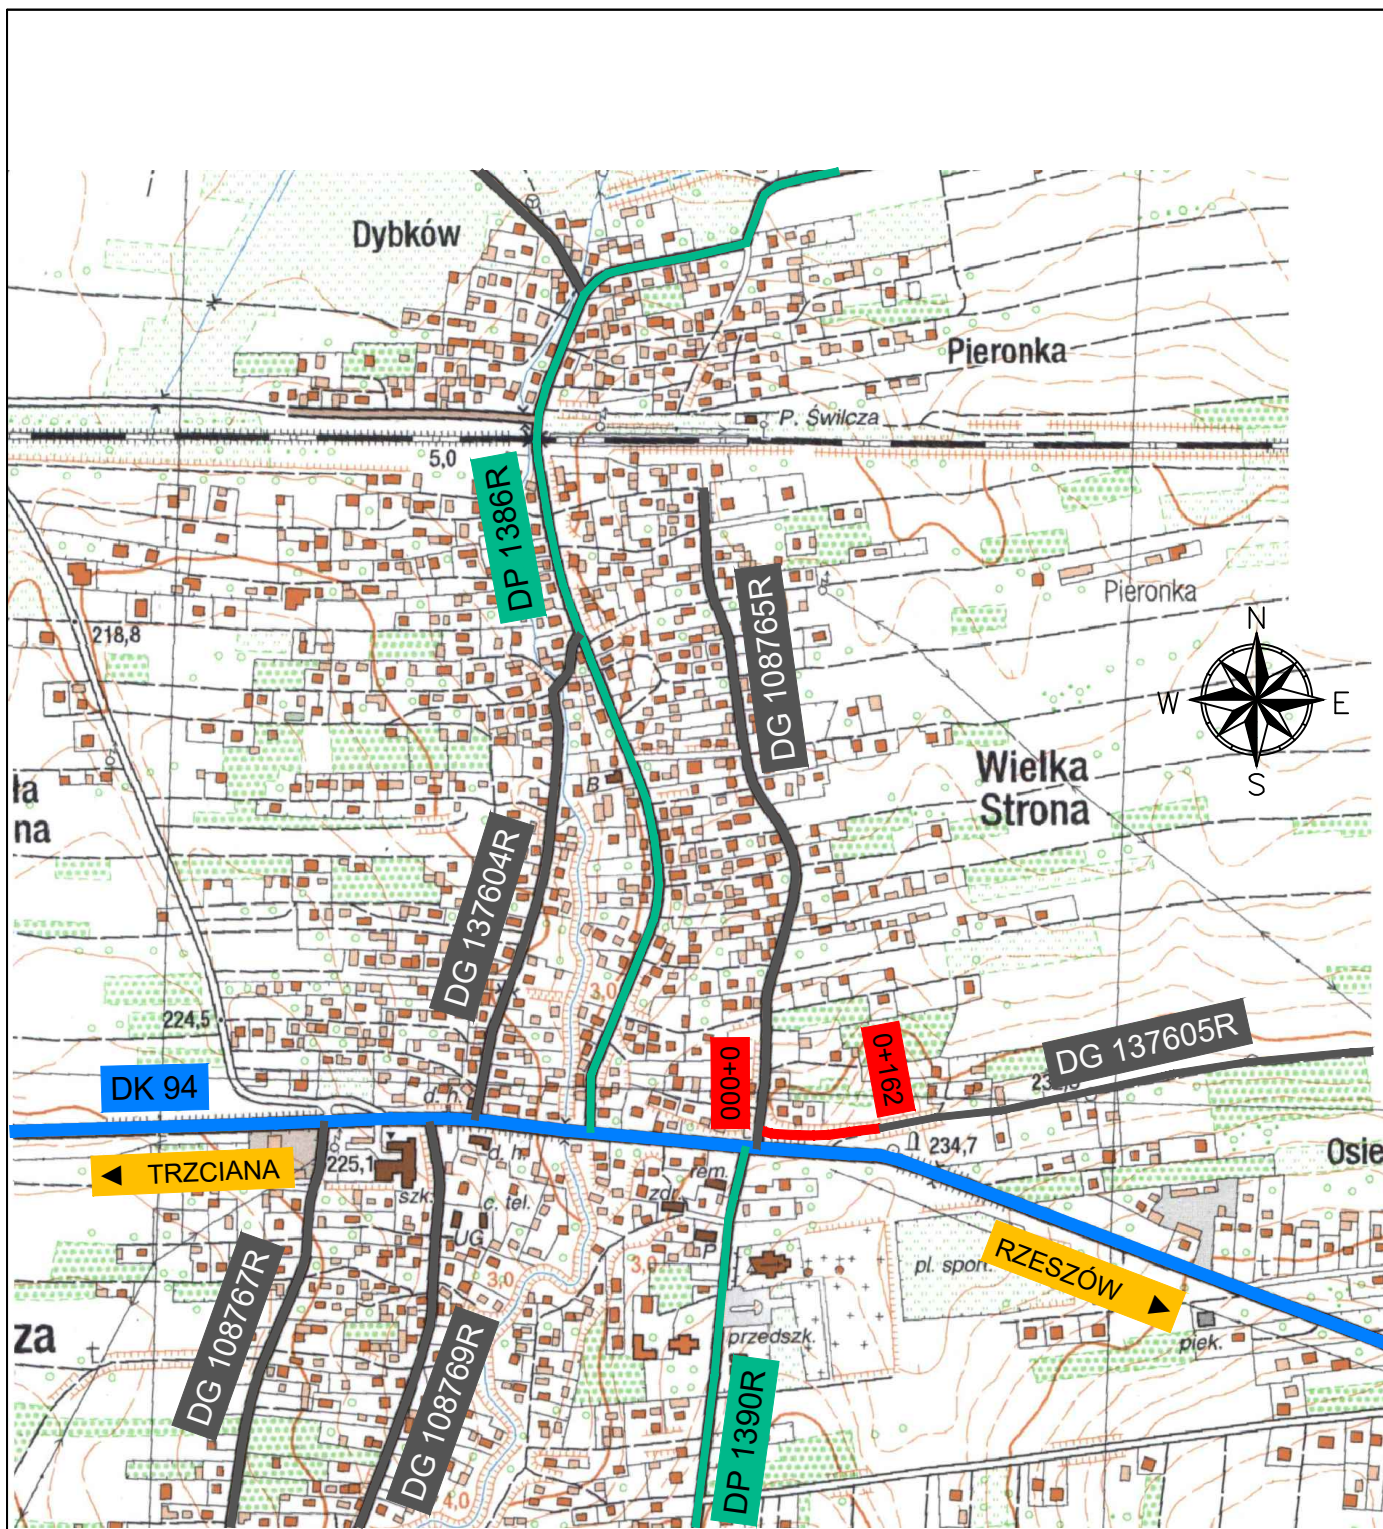 Dybków
Pieronka
P. Świlcza
5,0
DP 1386R
Pieronka
DG 108765R
218,8
N
W
E
S
Wielka
Strona
ła
na
B
DG 137604R
3,0
224,5
000+0
0+162
DG 137605R
DK 94
d. h.
234,7
TRZCIANA
225,1
szk.
d. h.
c. tel.
UG
rem.
zdr.
P
Osie
3,0
3,0
pl. sport.
RZESZÓW
DG 108767R
za
przedszk.
piek.
DG 108769R
4,0
DP 1390R